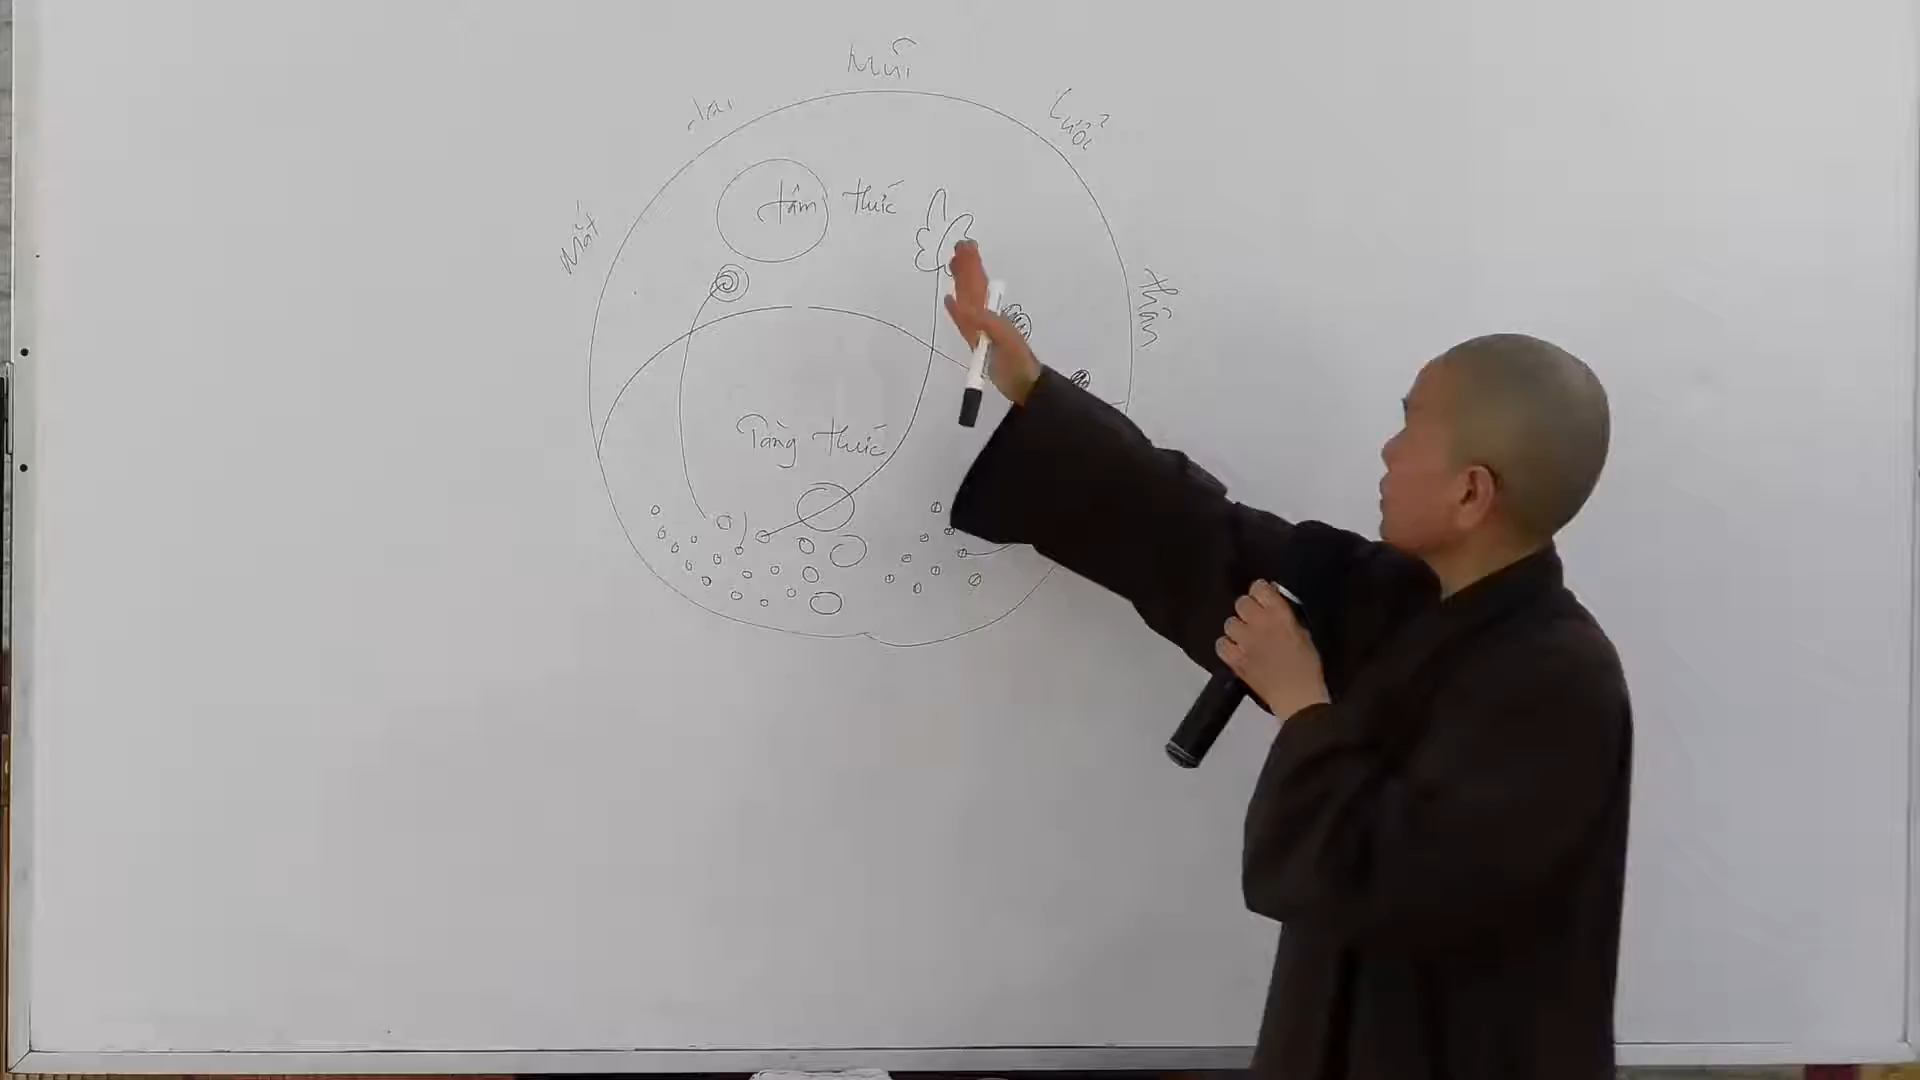 Mũi
Tai
Lưỡi
Mắt
tâm thức
thân
Tàng thức